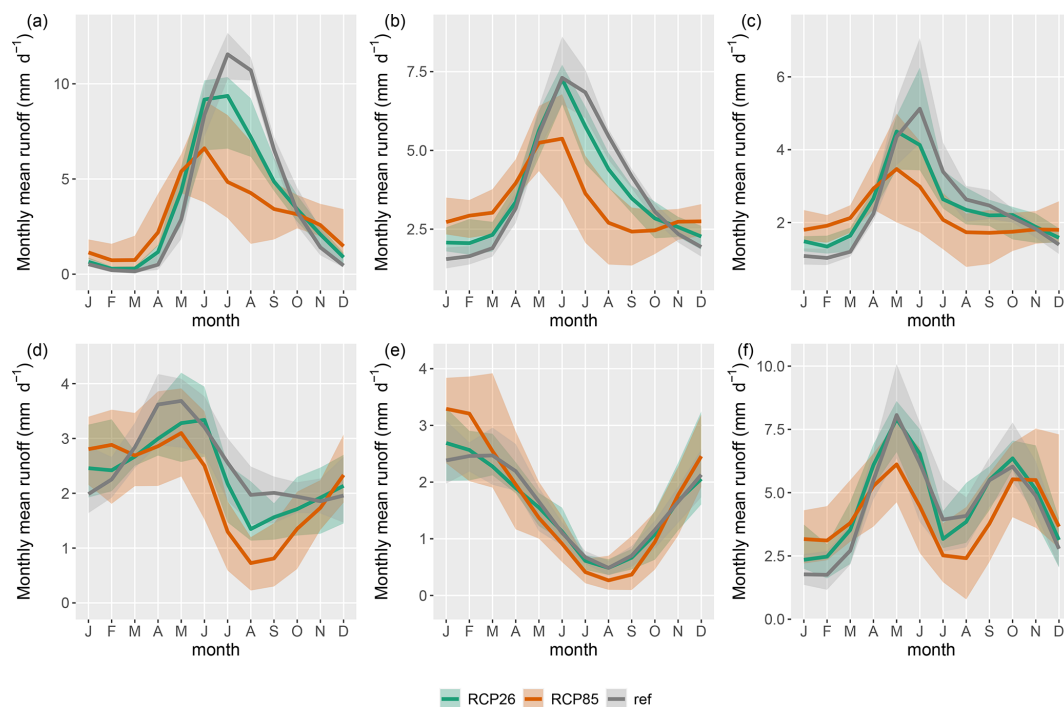 (a)
Monthly mean runoff (mm d⁻¹)
10
5
0
J F M A M J J A S O N D
month
(b)
Monthly mean runoff (mm d⁻¹)
7.5
5.0
2.5
J F M A M J J A S O N D
month
(c)
Monthly mean runoff (mm d⁻¹)
6
4
2
J F M A M J J A S O N D
month
(d)
Monthly mean runoff (mm d⁻¹)
4
3
2
1
0
J F M A M J J A S O N D
month
(e)
Monthly mean runoff (mm d⁻¹)
4
3
2
1
0
J F M A M J J A S O N D
month
(f)
Monthly mean runoff (mm d⁻¹)
10.0
7.5
5.0
2.5
0.0
J F M A M J J A S O N D
month
RCP26 RCP85 ref